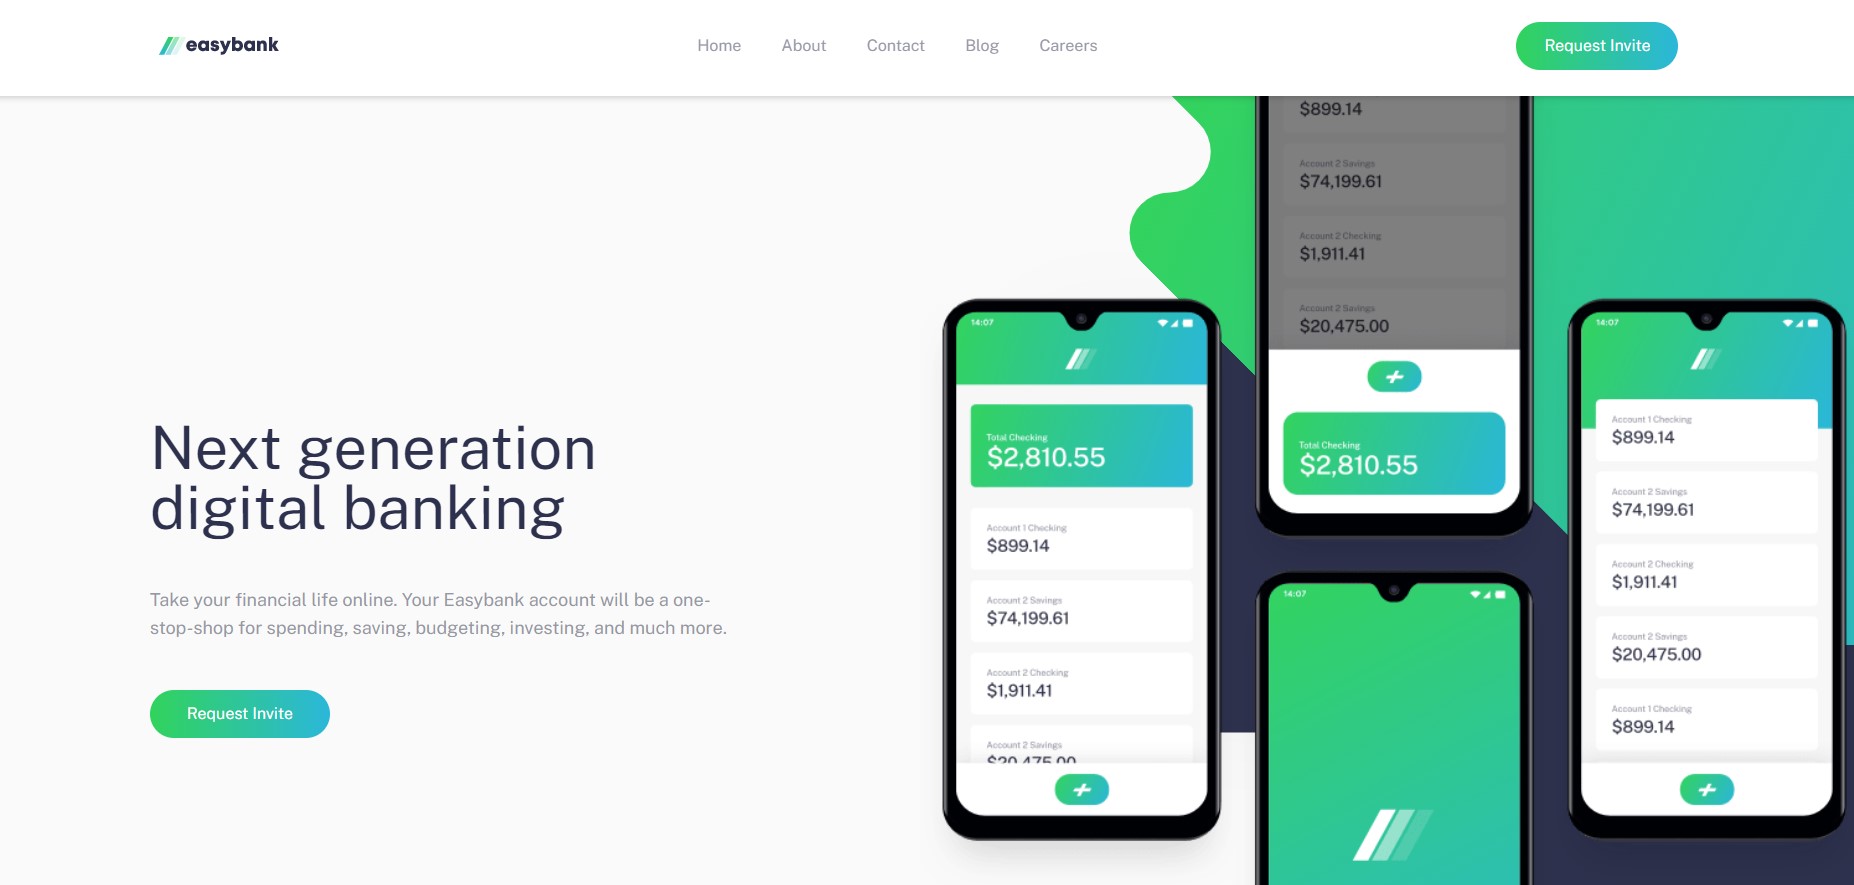 easybank
Home
About
Contact
Blog
Careers
Request Invite
Next generation
digital banking
Take your financial life online. Your Easybank account will be a one-
stop-shop for spending, saving, budgeting, investing, and much more.
Request Invite
14:07
Total Checking
$2,810.55
Account 1 Checking
$899.14
Account 2 Savings
$74,199.61
Account 2 Checking
$1,911.41
Account 2 Savings
$20,475.00
$899.14
Account 2 Savings
$74,199.61
Account 2 Checking
$1,911.41
Account 2 Savings
$20,475.00
Total Checking
$2,810.55
14:07
14:07
Account 1 Checking
$899.14
Account 2 Savings
$74,199.61
Account 2 Checking
$1,911.41
Account 2 Savings
$20,475.00
Account 1 Checking
$899.14